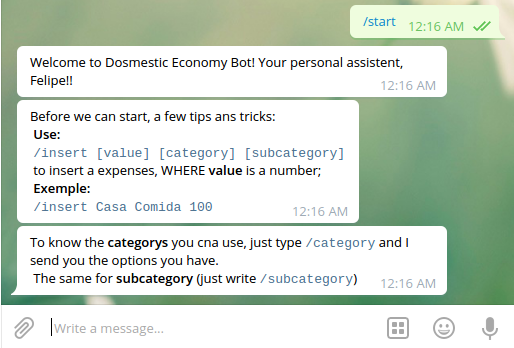 /start
12:16 AM
Welcome to Dosmestic Economy Bot! Your personal assistent,
Felipe!!
12:16 AM
Before we can start, a few tips ans tricks:
Use:
/insert [value] [category] [subcategory]
to insert a expenses, WHERE value is a number;
Exemple:
/insert Casa Comida 100
12:16 AM
To know the categorys you cna use, just type /category and I
send you the options you have.
The same for subcategory (just write /subcategory)
12:16 AM
Write a message...